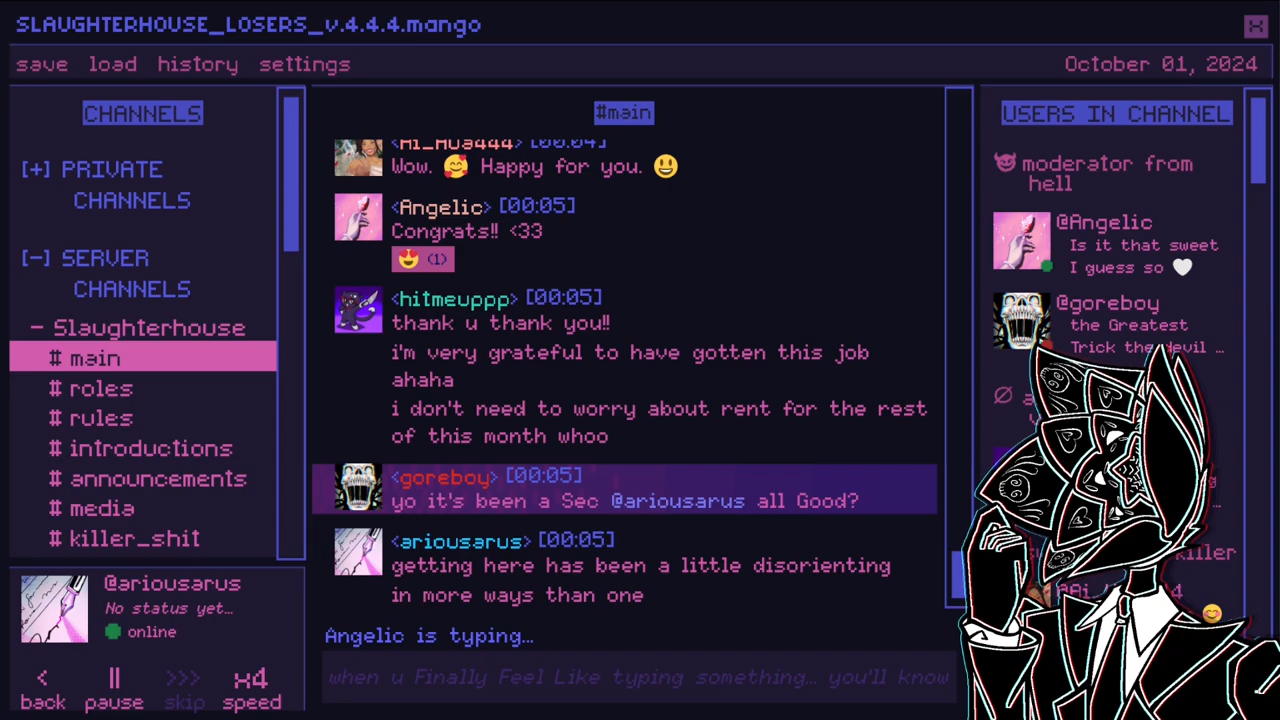 SLAUGHTERHOUSE_LOSERS_v.4.4.4.mango
x
save load history settings
October 01, 2024
CHANNELS
[+] PRIVATE
CHANNELS
[-] SERVER
CHANNELS
- Slaughterhouse
# main
# roles
# rules
# introductions
# announcements
# media
# killer_shit
@ariousarus
No status yet...
online
< || >>> x4
back pause skip speed
#main
Wow. 🥰 Happy for you. 😃
<Angelic> [00:05]
Congrats!! <33
😍 (1)
<hitmeuppp> [00:05]
thank u thank you!!
i'm very grateful to have gotten this job
ahaha
i don't need to worry about rent for the rest
of this month whoo
<goreboy> [00:05]
yo it's been a Sec @ariousarus all Good?
<ariousarus> [00:05]
getting here has been a little disorienting
in more ways than one
Angelic is typing...
when u Finally Feel Like typing something... you'll know
USERS IN CHANNEL
😈 moderator from
hell
@Angelic
Is it that sweet
I guess so 🤍
@goreboy
the Greatest
Trick the devil ...
killer